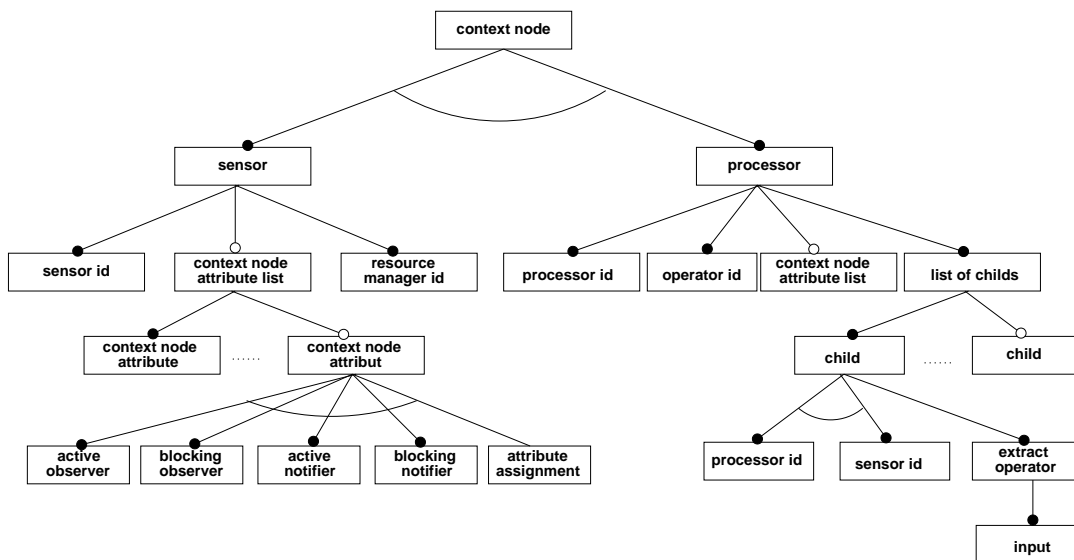 context node
sensor
processor
sensor id
context node
attribute list
resource
manager id
processor id
operator id
context node
attribute list
list of childs
context node
attribute
......
context node
attribut
child
......
child
active
observer
blocking
observer
active
notifier
blocking
notifier
attribute
assignment
processor id
sensor id
extract
operator
input